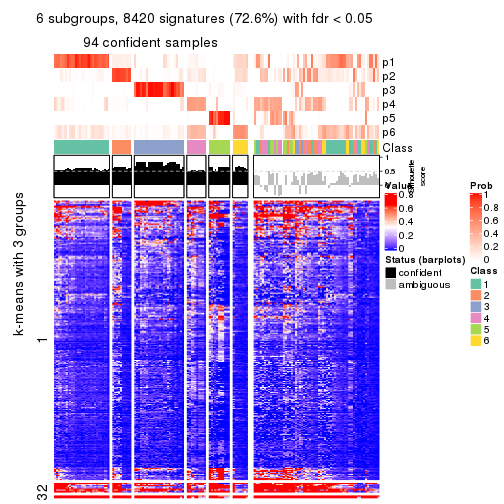 6 subgroups, 8420 signatures (72.6%) with fdr < 0.05
94 confident samples
p1
p2
p3
p4
p5
p6
Class
1
0.5
0
silhouette
score
k-means with 3 groups
1
3
2
Value
0.8
0.6
0.4
0.2
0
Status (barplots)
confident
ambiguous
Prob
1
0.8
0.6
0.4
0.2
0
Class
1
2
3
4
5
6